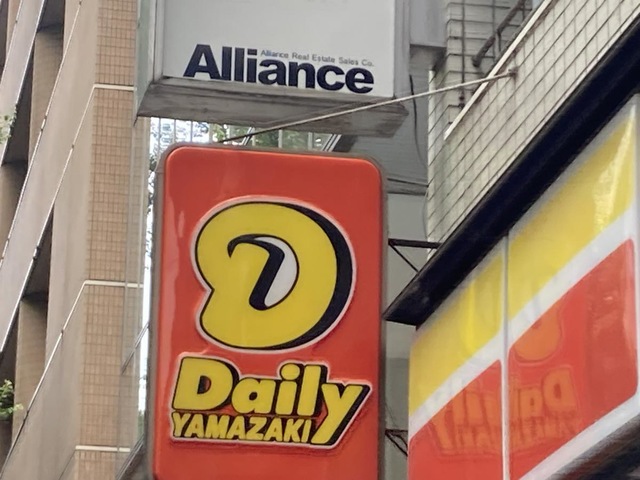 Alliance Real Estate Sales Co.
Alliance
D
Daily
YAMAZAKI